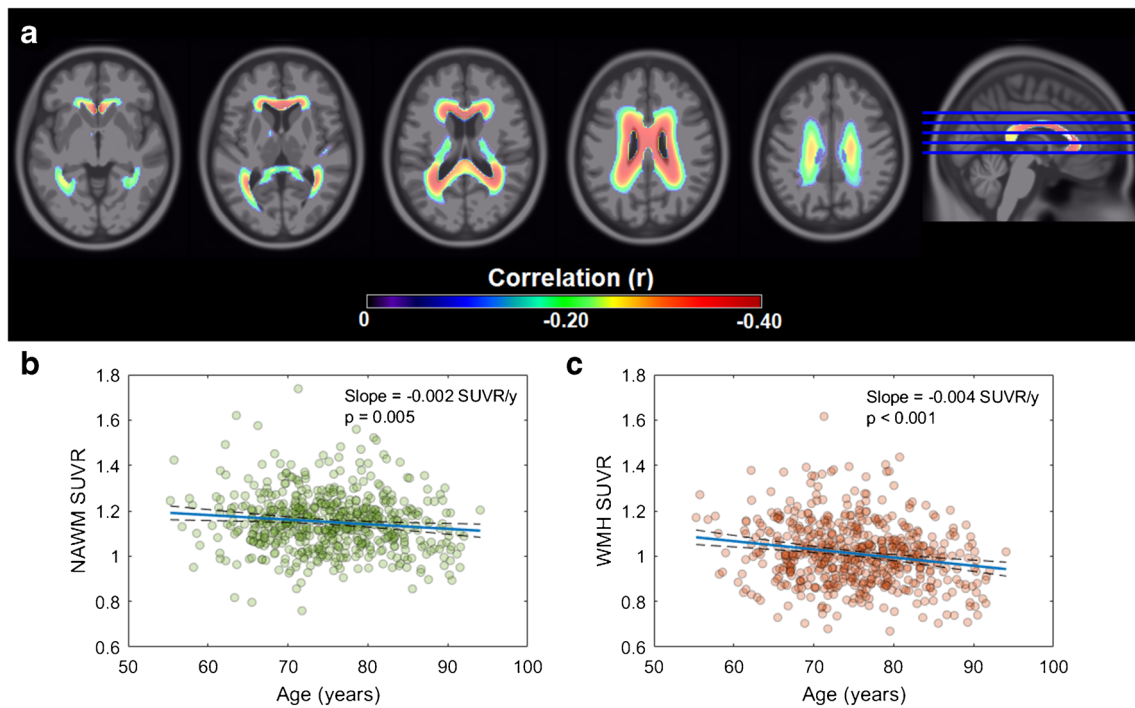 a
Correlation (r)
0 -0.20 -0.40
b
1.8
1.6
1.4
1.2
1
0.8
0.6
NAWM SUVR
Slope = -0.002 SUVR/y
p = 0.005
50 60 70 80 90 100
Age (years)
c
1.8
1.6
1.4
1.2
1
0.8
0.6
WMH SUVR
Slope = -0.004 SUVR/y
p < 0.001
50 60 70 80 90 100
Age (years)